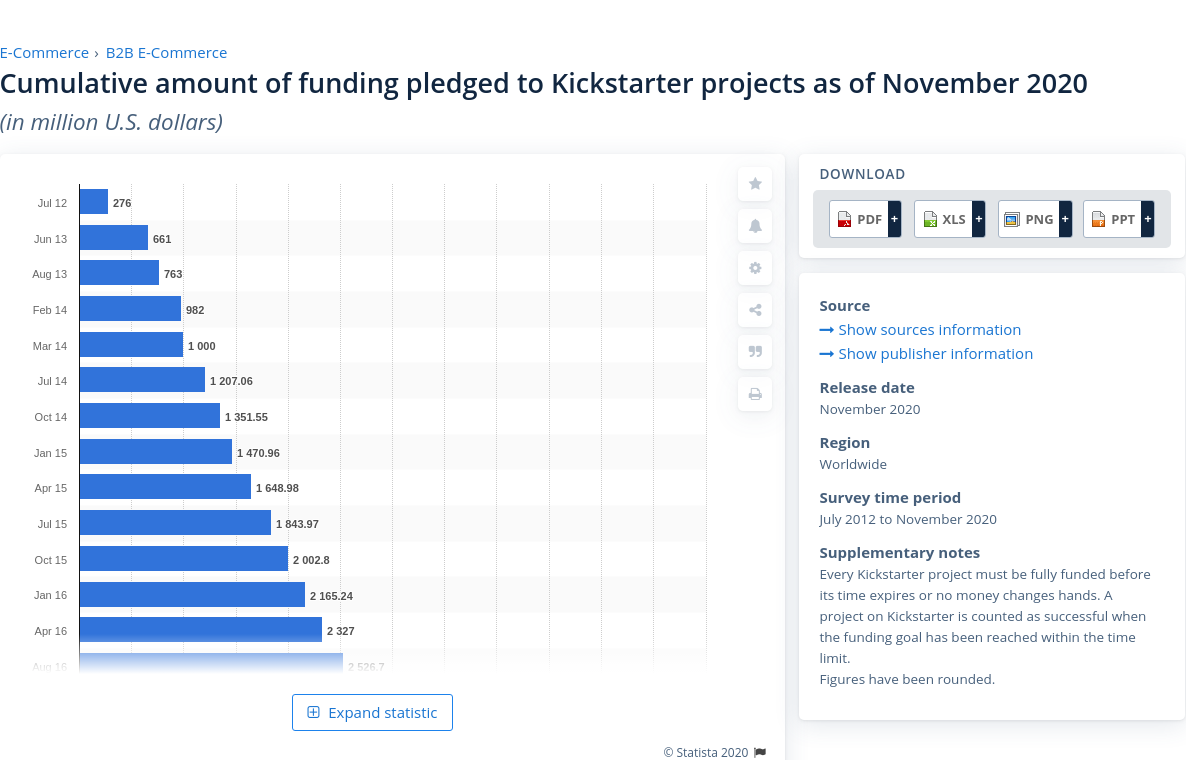 E-Commerce › B2B E-Commerce
Cumulative amount of funding pledged to Kickstarter projects as of November 2020
(in million U.S. dollars)
Jul 12 276
Jun 13 661
Aug 13 763
Feb 14 982
Mar 14 1 000
Jul 14 1 207.06
Oct 14 1 351.55
Jan 15 1 470.96
Apr 15 1 648.98
Jul 15 1 843.97
Oct 15 2 002.8
Jan 16 2 165.24
Apr 16 2 327
Aug 16 2 526.7
Expand statistic
© Statista 2020
DOWNLOAD
PDF + XLS + PNG + PPT +
Source
Show sources information
Show publisher information
Release date
November 2020
Region
Worldwide
Survey time period
July 2012 to November 2020
Supplementary notes
Every Kickstarter project must be fully funded before
its time expires or no money changes hands. A
project on Kickstarter is counted as successful when
the funding goal has been reached within the time
limit.
Figures have been rounded.